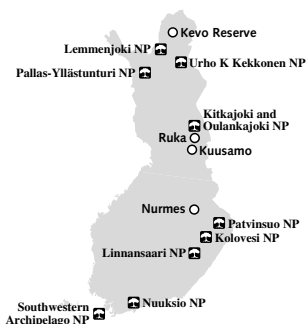 Kevo Reserve
Lemmenjoki NP
Urho K Kekkonen NP
Pallas-Yllästunturi NP
Kitkajoki and
Oulankajoki NP
Ruka
Kuusamo
Nurmes
Patvinsuo NP
Kolovesi NP
Linnansaari NP
Nuuksio NP
Southwestern
Archipelago NP